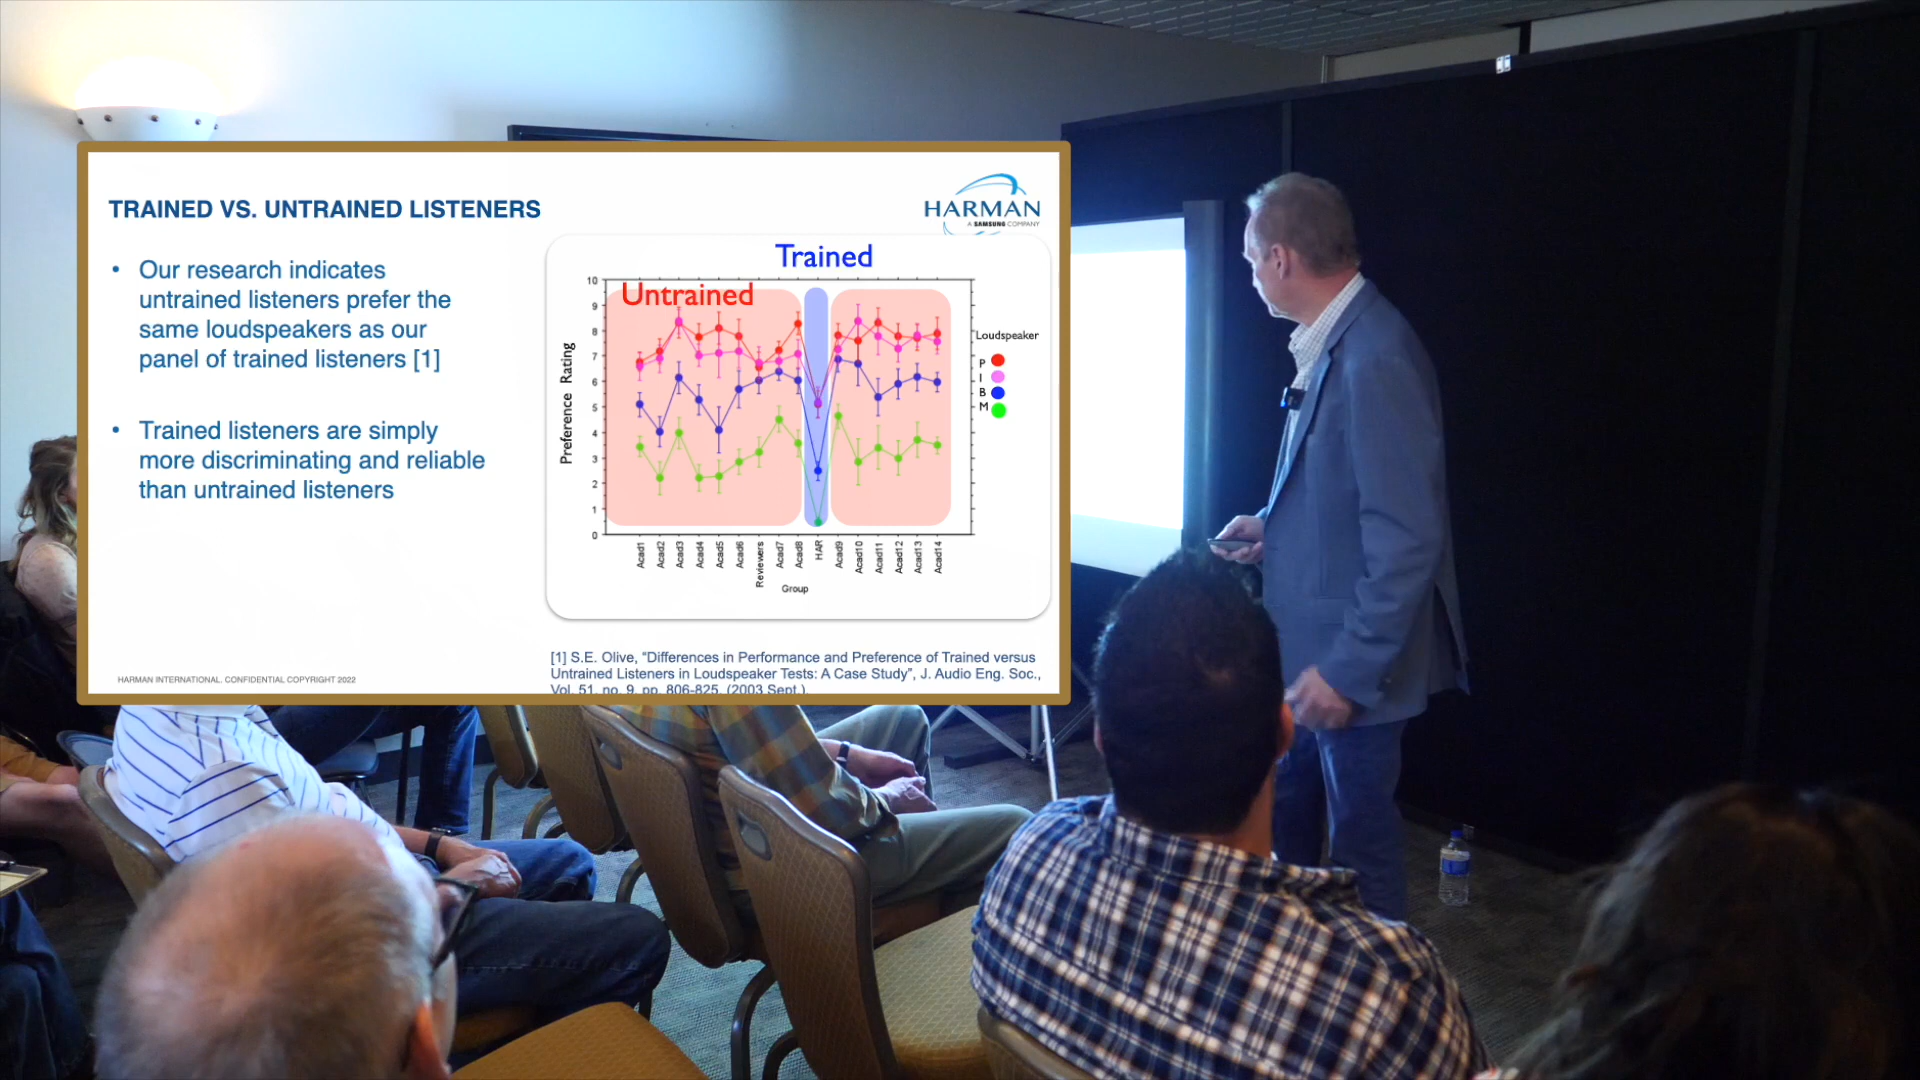 TRAINED VS. UNTRAINED LISTENERS
HARMAN
A SAMSUNG COMPANY
• Our research indicates
untrained listeners prefer the
same loudspeakers as our
panel of trained listeners [1]
• Trained listeners are simply
more discriminating and reliable
than untrained listeners
Trained
Untrained
Preference Rating
10
9
8
7
6
5
4
3
2
1
0
Acad1
Acad2
Acad3
Acad4
Acad5
Acad6
Reviewers
Acad7
Acad8
HAR
Acad9
Acad10
Acad11
Acad12
Acad13
Acad14
Group
Loudspeaker
P
I
B
M
[1] S.E. Olive, "Differences in Performance and Preference of Trained versus
Untrained Listeners in Loudspeaker Tests: A Case Study", J. Audio Eng. Soc.,
Vol. 51, no. 9, pp. 806-825, (2003 Sept.).
HARMAN INTERNATIONAL. CONFIDENTIAL COPYRIGHT 2022